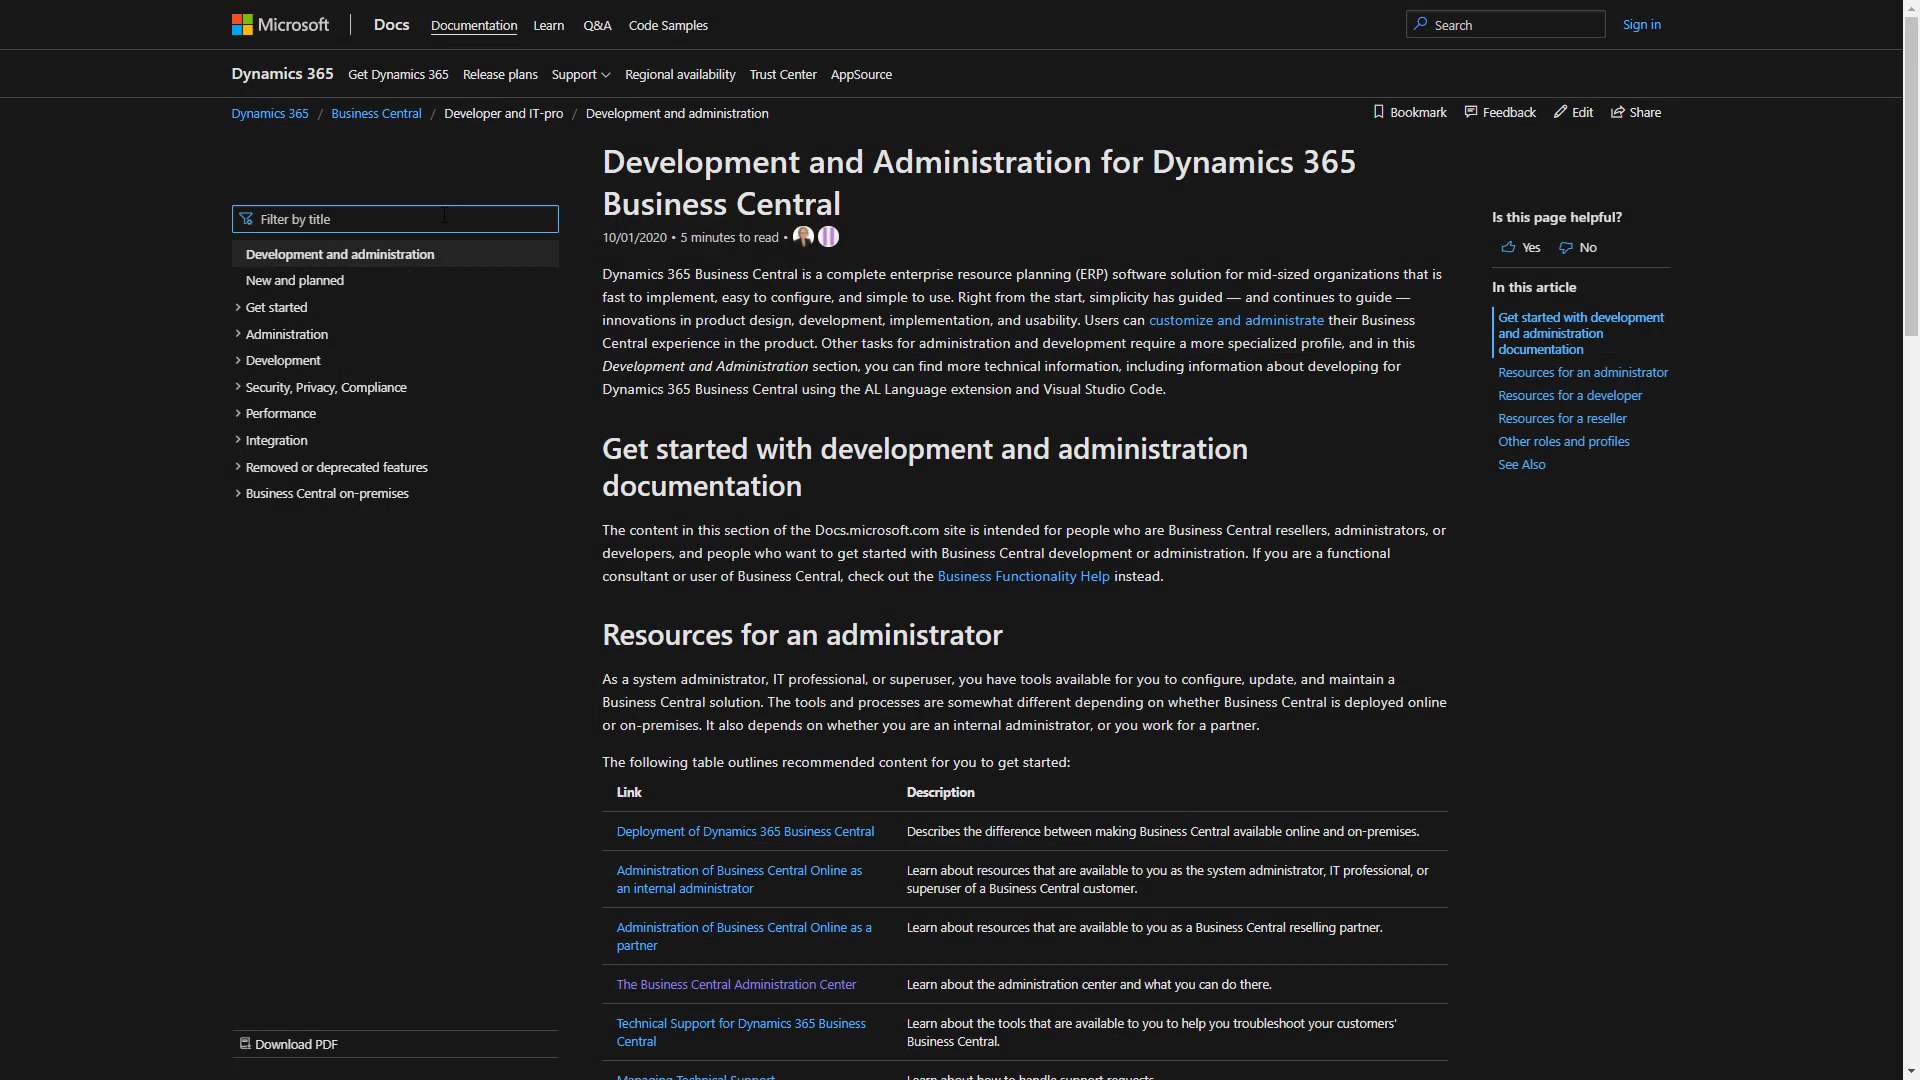 Microsoft Docs Documentation Learn Q&A Code Samples Search Sign in
Dynamics 365 Get Dynamics 365 Release plans Support Regional availability Trust Center AppSource
Dynamics 365 / Business Central / Developer and IT-pro / Development and administration
Bookmark Feedback Edit Share
Filter by title
Development and administration
New and planned
Get started
Administration
Development
Security, Privacy, Compliance
Performance
Integration
Removed or deprecated features
Business Central on-premises
Download PDF
Development and Administration for Dynamics 365
Business Central
10/01/2020 • 5 minutes to read •
Dynamics 365 Business Central is a complete enterprise resource planning (ERP) software solution for mid-sized organizations that is
fast to implement, easy to configure, and simple to use. Right from the start, simplicity has guided — and continues to guide —
innovations in product design, development, implementation, and usability. Users can customize and administrate their Business
Central experience in the product. Other tasks for administration and development require a more specialized profile, and in this
Development and Administration section, you can find more technical information, including information about developing for
Dynamics 365 Business Central using the AL Language extension and Visual Studio Code.
Get started with development and administration
documentation
The content in this section of the Docs.microsoft.com site is intended for people who are Business Central resellers, administrators, or
developers, and people who want to get started with Business Central development or administration. If you are a functional
consultant or user of Business Central, check out the Business Functionality Help instead.
Resources for an administrator
As a system administrator, IT professional, or superuser, you have tools available for you to configure, update, and maintain a
Business Central solution. The tools and processes are somewhat different depending on whether Business Central is deployed online
or on-premises. It also depends on whether you are an internal administrator, or you work for a partner.
The following table outlines recommended content for you to get started:
Link Description
Deployment of Dynamics 365 Business Central Describes the difference between making Business Central available online and on-premises.
Administration of Business Central Online as
an internal administrator
Learn about resources that are available to you as the system administrator, IT professional, or
superuser of a Business Central customer.
Administration of Business Central Online as a
partner
Learn about resources that are available to you as a Business Central reselling partner.
The Business Central Administration Center Learn about the administration center and what you can do there.
Technical Support for Dynamics 365 Business
Central
Learn about the tools that are available to you to help you troubleshoot your customers'
Business Central.
Managing Technical Support Learn about how to handle support requests
Is this page helpful?
Yes No
In this article
Get started with development
and administration
documentation
Resources for an administrator
Resources for a developer
Resources for a reseller
Other roles and profiles
See Also